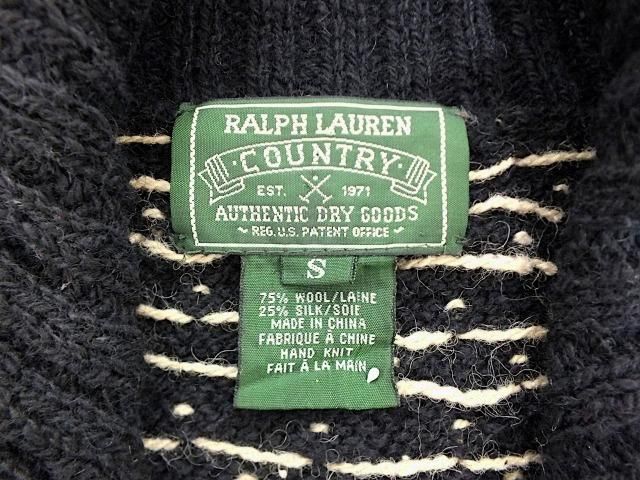 RALPH LAUREN
· COUNTRY ·
EST. 1971
AUTHENTIC DRY GOODS
~ REG. U.S. PATENT OFFICE ~
S
75% WOOL/LAINE
25% SILK/SOIE
MADE IN CHINA
FABRIQUÉ À CHINE
HAND KNIT
FAIT À LA MAIN